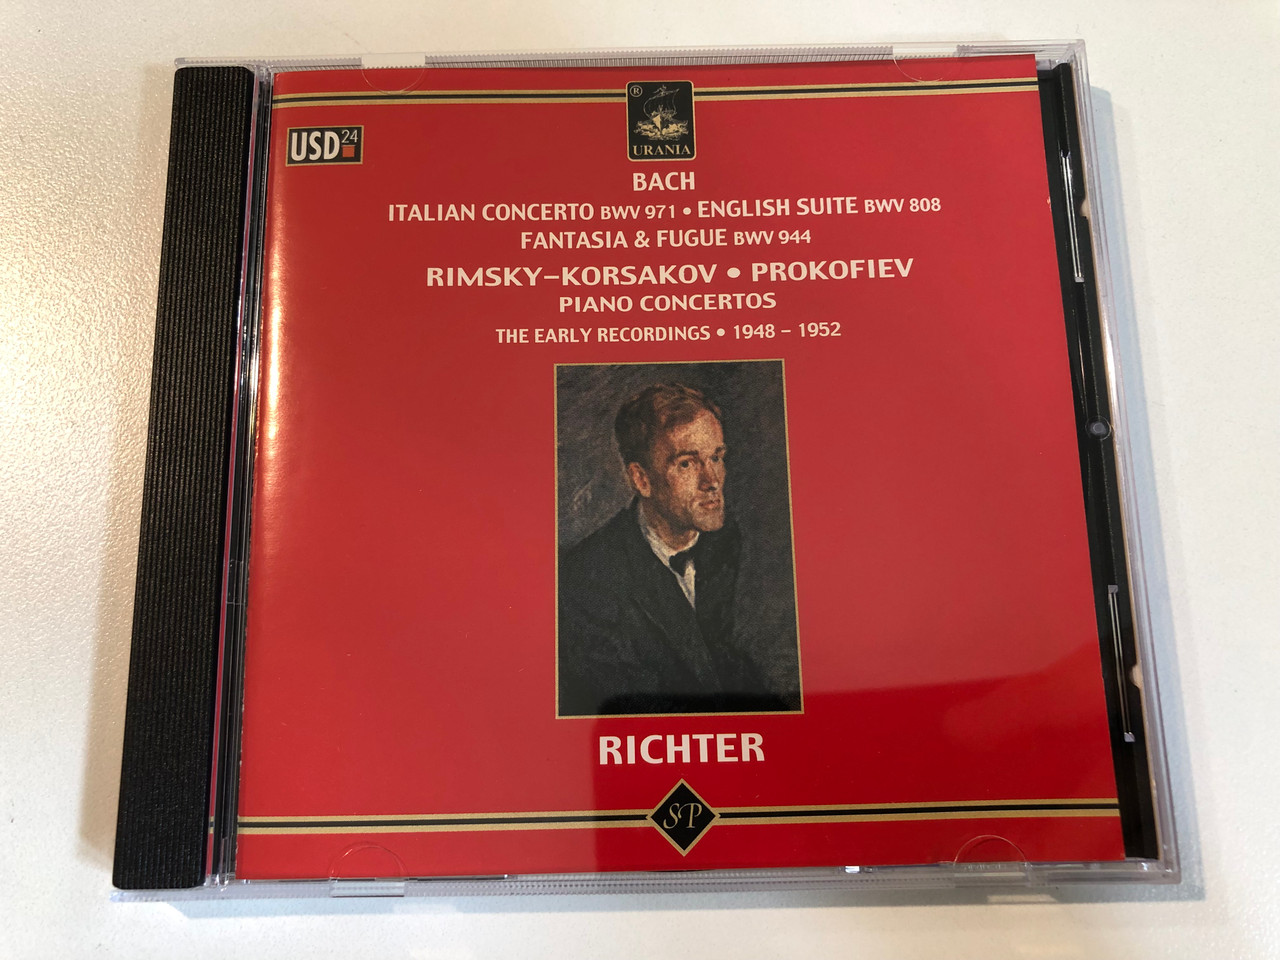 ®
URANIA
USD24
BACH
ITALIAN CONCERTO BWV 971 • ENGLISH SUITE BWV 808
FANTASIA & FUGUE BWV 944
RIMSKY–KORSAKOV • PROKOFIEV
PIANO CONCERTOS
THE EARLY RECORDINGS • 1948 – 1952
RICHTER
SP